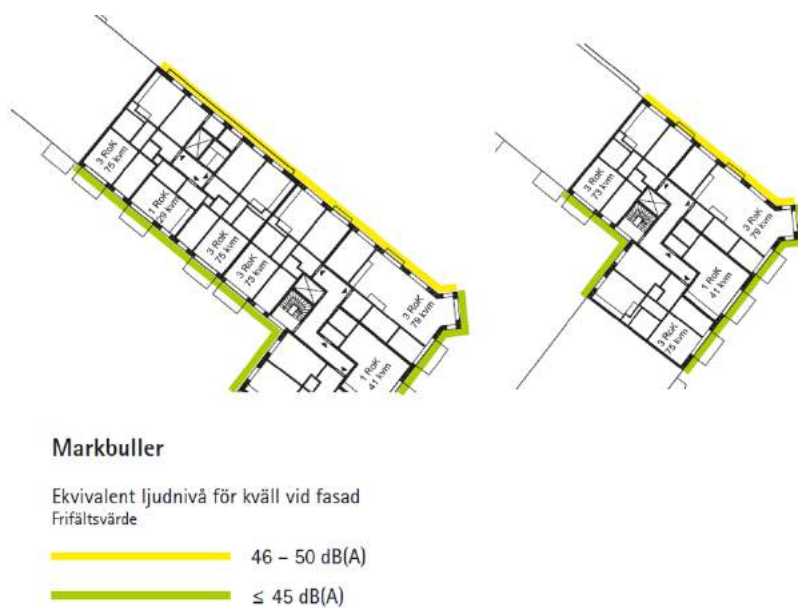 3 RoK
75 kvm
1 RoK
29 kvm
3 RoK
75 kvm
3 RoK
73 kvm
3 RoK
79 kvm
1 RoK
41 kvm
3 RoK
73 kvm
3 RoK
79 kvm
1 RoK
41 kvm
3 RoK
75 kvm
Markbuller
Ekvivalent ljudnivå för kväll vid fasad
Frifältsvärde
46 – 50 dB(A)
≤ 45 dB(A)